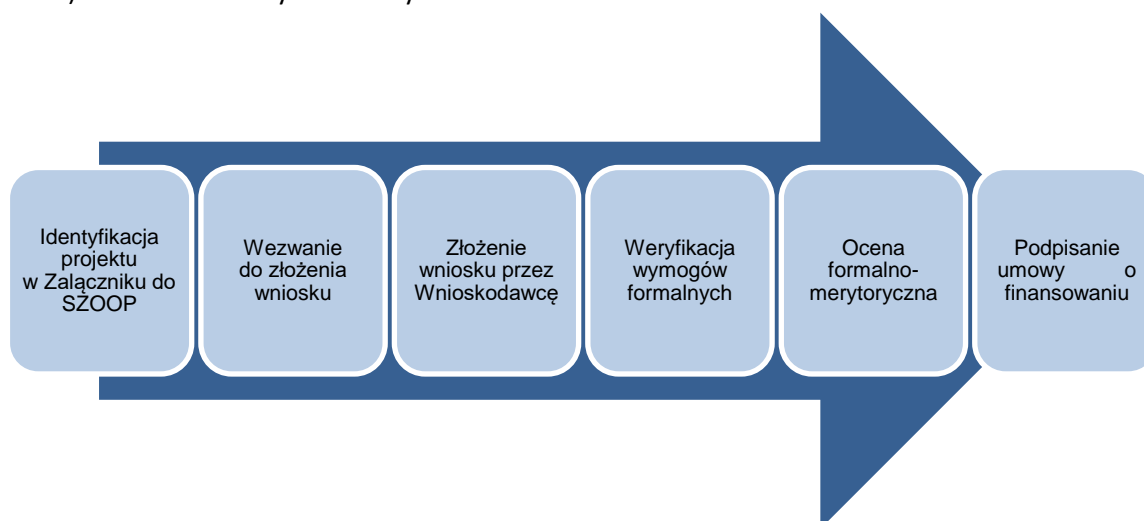 Identyfikacja
projektu
w Załączniku do
SZOOP
Wezwanie
do złożenia
wniosku
Złożenie
wniosku przez
Wnioskodawcę
Weryfikacja
wymogów
formalnych
Ocena
formalno-
merytoryczna
Podpisanie
umowy o
finansowaniu